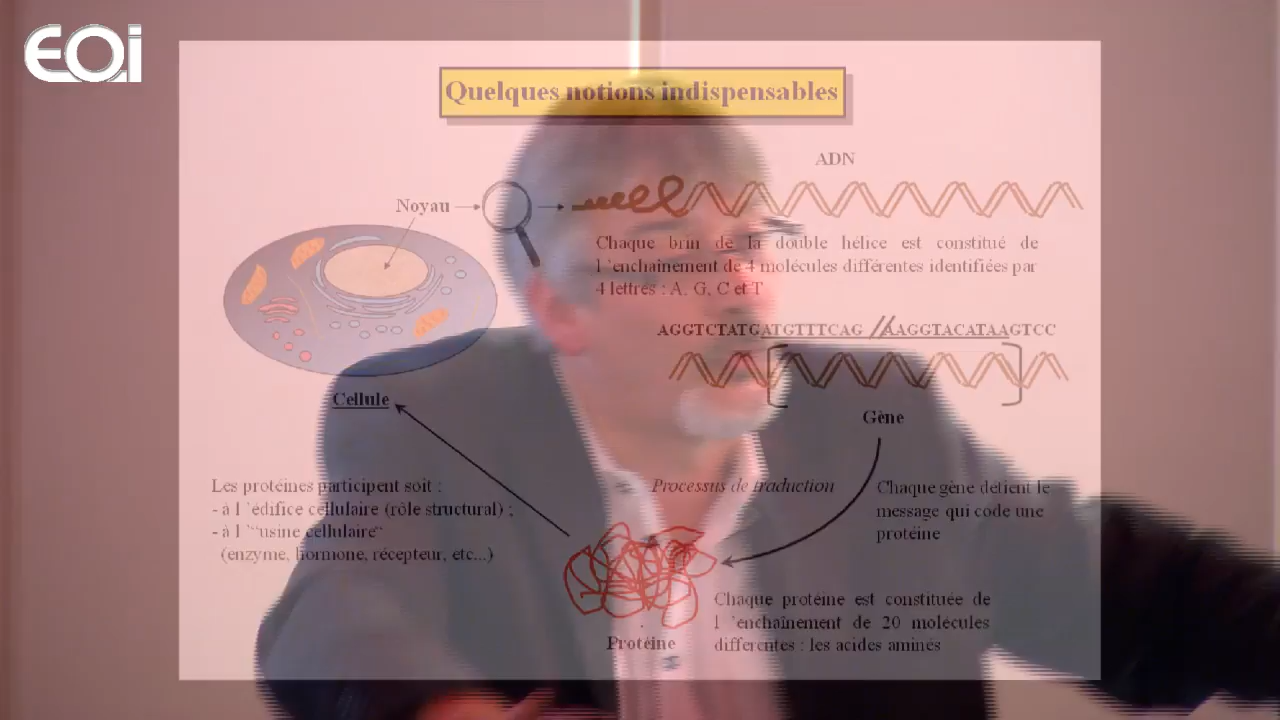 EOi
Quelques notions indispensables
ADN
Noyau
Chaque brin de la double hélice est constitué de
l 'enchaînement de 4 molécules différentes identifiées par
4 lettres : A, G, C et T
AGGTCTATGATGTTTCAG //AAGGTACATAAGTCC
Cellule
Gène
Les protéines participent soit :
- à l 'édifice cellulaire (rôle structural) ;
- à l '“usine cellulaire“
(enzyme, hormone, récepteur, etc...)
Processus de traduction
Chaque gène détient le
message qui code une
protéine
Chaque protéine est constituée de
l 'enchaînement de 20 molécules
différentes : les acides aminés
Protéine